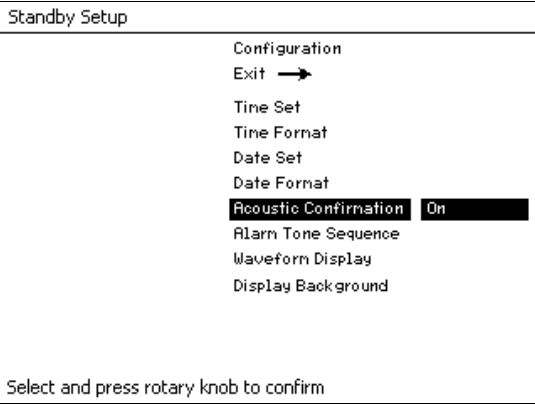 Standby Setup
Configuration
Exit →
Time Set
Time Format
Date Set
Date Format
Acoustic Confirmation On
Alarm Tone Sequence
Waveform Display
Display Background
Select and press rotary knob to confirm